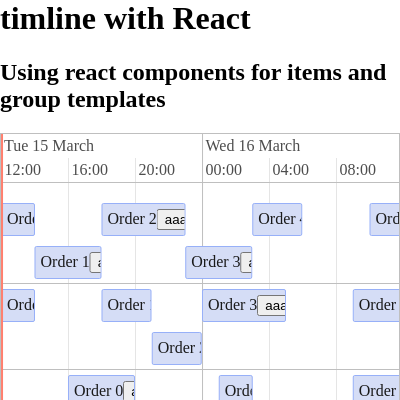 timline with React
Using react components for items and
group templates
Tue 15 March Wed 16 March
12:00 16:00 20:00 00:00 04:00 08:00
Order 2 aaa
Order 1 Order 3
Order Order 3 aaa Order
Order
Order 0 Order